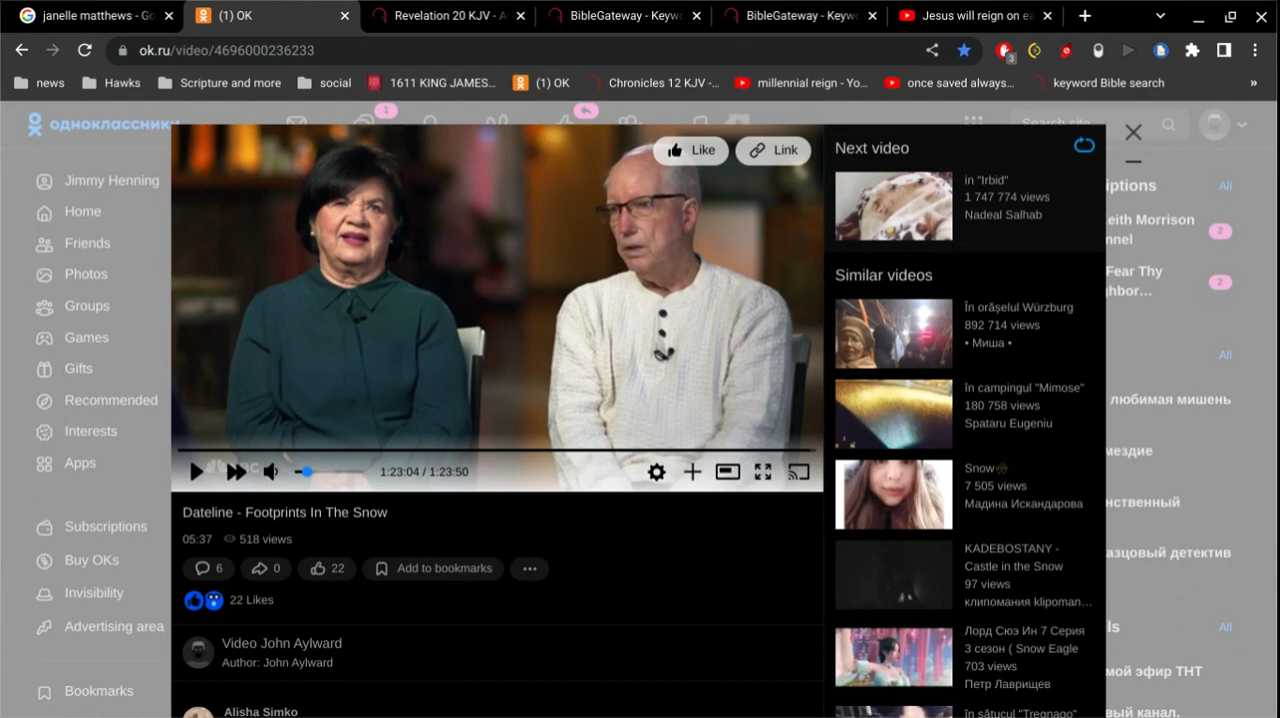 janelle matthews - Go
(1) OK
Revelation 20 KJV - A
BibleGateway - Keyw
BibleGateway - Keyw
Jesus will reign on ea
ok.ru/video/4696000236233
3
news
Hawks
Scripture and more
social
1611 KING JAMES...
(1) OK
Chronicles 12 KJV -...
millennial reign - Yo...
once saved always...
keyword Bible search
»
одноклассники
1
Search site
Jimmy Henning
Home
Friends
Photos
Groups
Games
Gifts
Recommended
Interests
Apps
Subscriptions
Buy OKs
Invisibility
Advertising area
Bookmarks
Like
Link
1:23:04 / 1:23:50
Dateline - Footprints In The Snow
05:37
518 views
6
0
22
Add to bookmarks
...
22 Likes
Video John Aylward
Author: John Aylward
Alisha Simko
Next video
in "Irbid"
1 747 774 views
Nadeal Salhab
Similar videos
În orășelul Würzburg
892 714 views
• Миша •
în campingul "Mimose"
180 758 views
Spataru Eugeniu
Snow
7 505 views
Мадина Искандарова
KADEBOSTANY -
Castle in the Snow
97 views
клипомания klipoman...
Лорд Сюэ Ин 7 Серия
3 сезон ( Snow Eagle
703 views
Петр Лаврищев
în sătucul "Tregnago"
iptions
All
Keith Morrison
nnel
2
Fear Thy
ghbor...
2
All
любимая мишень
мездие
нственный
азцовый детектив
ls
All
мой эфир ТНТ
вый канал.